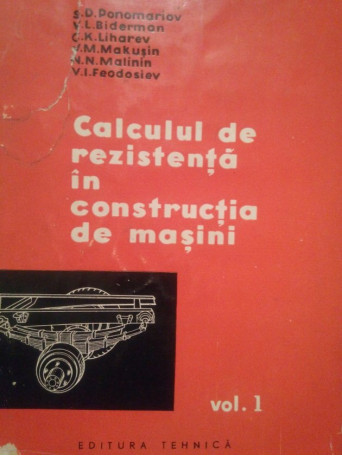 S.D. Ponomariov
V.L. Biderman
C.K. Liharev
V.M. Makușin
N.N. Malinin
V.I. Feodosiev
Calculul de
rezistență
în
construcția
de mașini
vol. 1
EDITURA TEHNICĂ